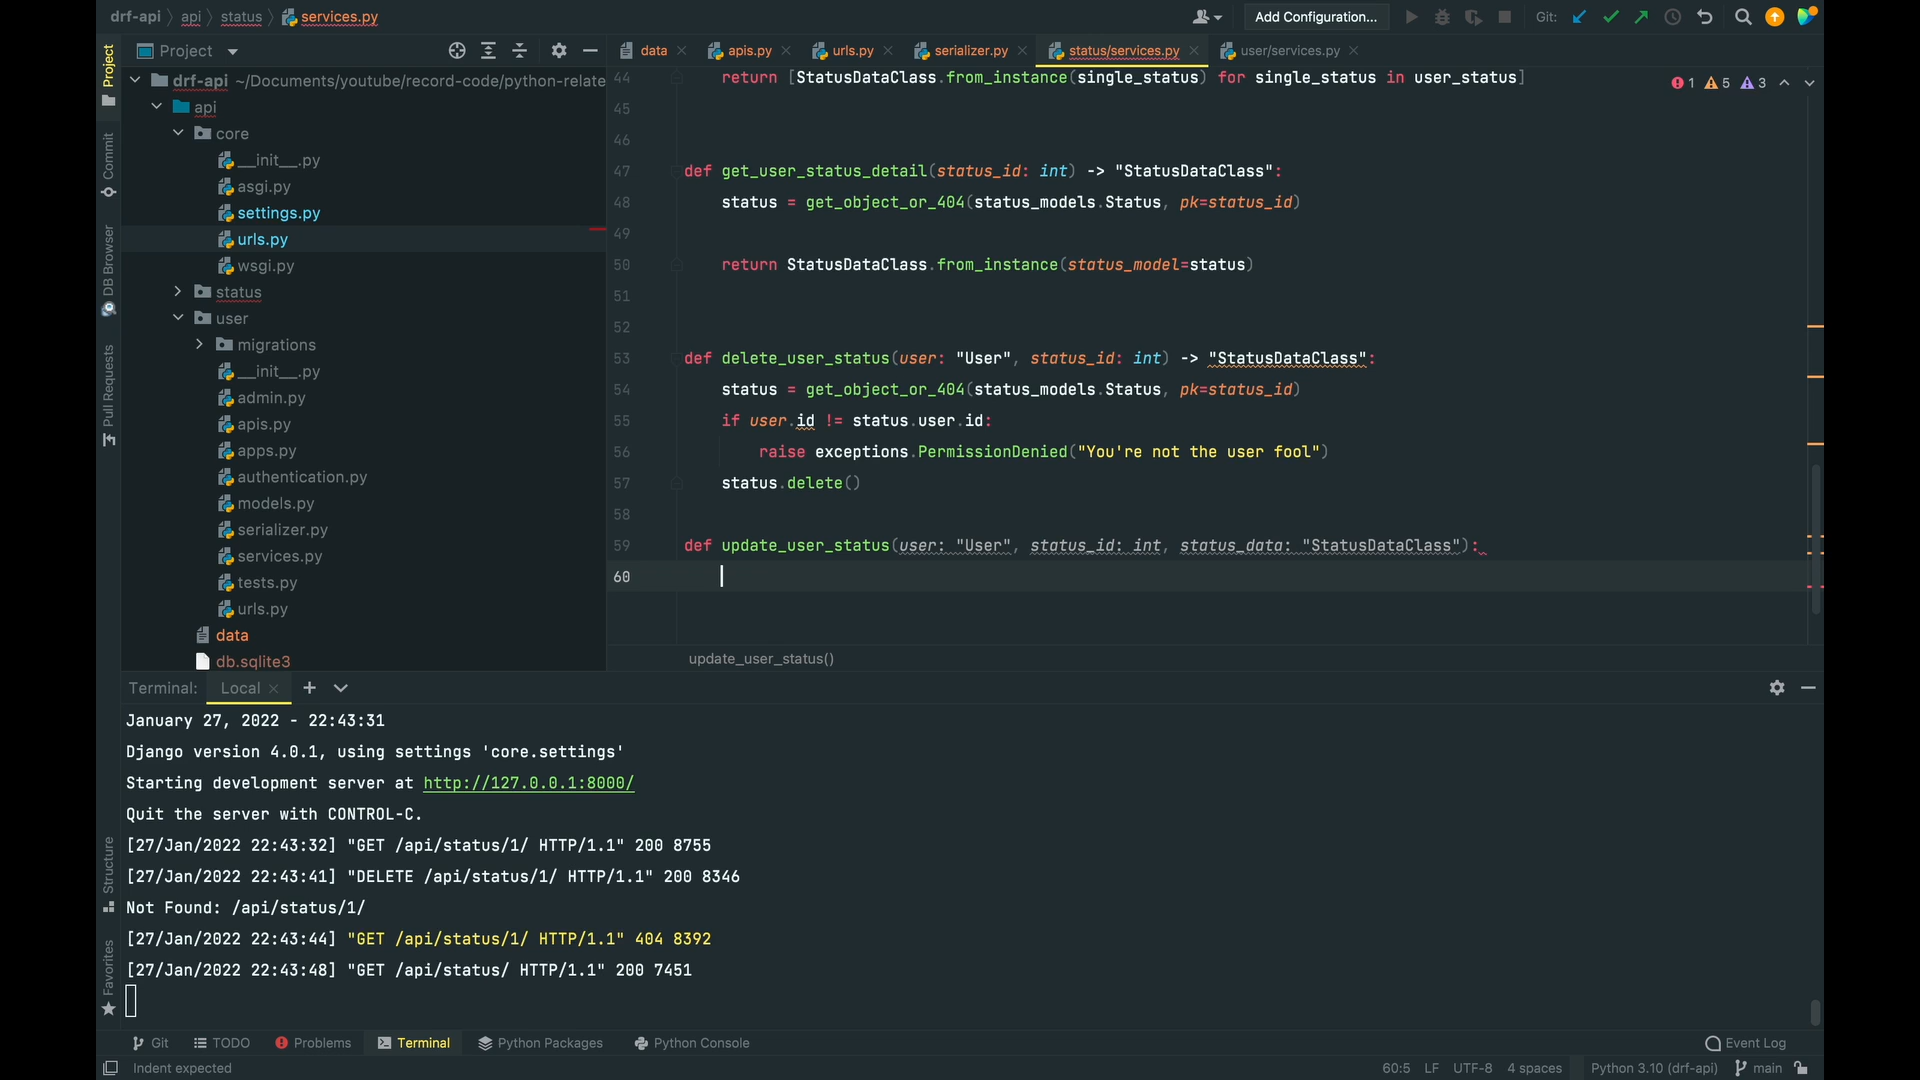 drf-api api status services.py Add Configuration... Git:
Project data apis.py urls.py serializer.py status/services.py user/services.py
Project
Commit
DB Browser
Pull Requests
Structure
Favorites
drf-api ~/Documents/youtube/record-code/python-relate
api
core
__init__.py
asgi.py
settings.py
urls.py
wsgi.py
status
user
migrations
__init__.py
admin.py
apis.py
apps.py
authentication.py
models.py
serializer.py
services.py
tests.py
urls.py
data
db.sqlite3
1 5 3
44 return [StatusDataClass.from_instance(single_status) for single_status in user_status]
45
46
47 def get_user_status_detail(status_id: int) -> "StatusDataClass":
48 status = get_object_or_404(status_models.Status, pk=status_id)
49
50 return StatusDataClass.from_instance(status_model=status)
51
52
53 def delete_user_status(user: "User", status_id: int) -> "StatusDataClass":
54 status = get_object_or_404(status_models.Status, pk=status_id)
55 if user.id != status.user.id:
56 raise exceptions.PermissionDenied("You're not the user fool")
57 status.delete()
58
59 def update_user_status(user: "User", status_id: int, status_data: "StatusDataClass"):
60
update_user_status()
Terminal: Local
January 27, 2022 - 22:43:31
Django version 4.0.1, using settings 'core.settings'
Starting development server at http://127.0.0.1:8000/
Quit the server with CONTROL-C.
[27/Jan/2022 22:43:32] "GET /api/status/1/ HTTP/1.1" 200 8755
[27/Jan/2022 22:43:41] "DELETE /api/status/1/ HTTP/1.1" 200 8346
Not Found: /api/status/1/
[27/Jan/2022 22:43:44] "GET /api/status/1/ HTTP/1.1" 404 8392
[27/Jan/2022 22:43:48] "GET /api/status/ HTTP/1.1" 200 7451
Git TODO Problems Terminal Python Packages Python Console Event Log
Indent expected 60:5 LF UTF-8 4 spaces Python 3.10 (drf-api) main